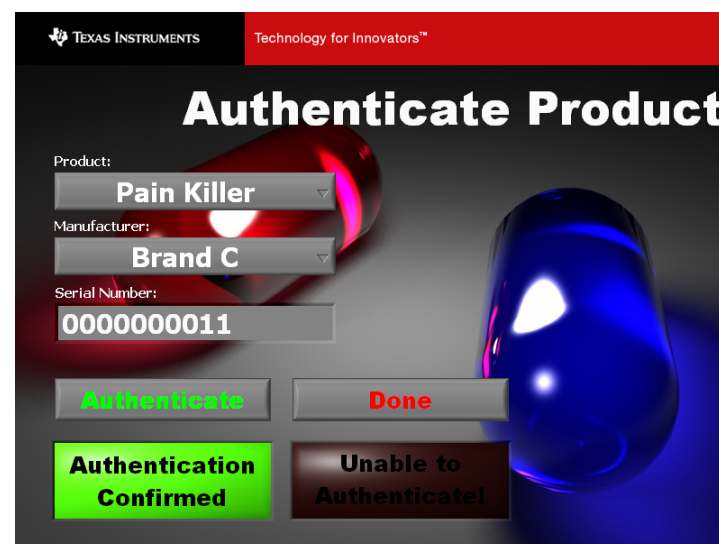 TEXAS INSTRUMENTS
Technology for Innovators™
Authenticate Product
Product:
Pain Killer
Manufacturer:
Brand C
Serial Number:
0000000011
Authenticate
Done
Authentication
Confirmed
Unable to
Authenticate!